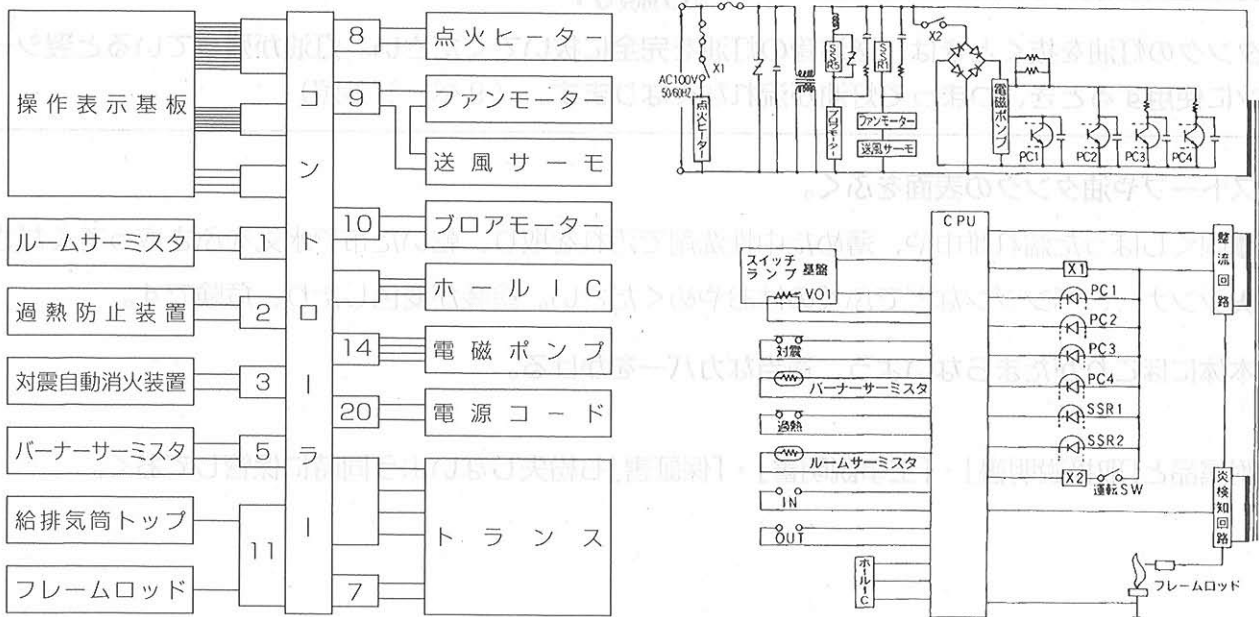 操作表示基板
ルームサーミスタ
過熱防止装置
対震自動消火装置
バーナーサーミスタ
給排気筒トップ
フレームロッド
1
2
3
5
11
コントローラー
8
9
10
14
20
7
点火ヒーター
ファンモーター
送風サーモ
ブロアモーター
ホールIC
電磁ポンプ
電源コード
トランス
AC100V
50/60HZ
X1
点火ヒーター
ブロアモーター
ファンモーター
送風サーモ
X2
電磁ポンプ
PC1
PC2
PC3
PC4
CPU
スイッチ
ランプ 基盤
VO1
対震
バーナーサーミスタ
過熱
ルームサーミスタ
IN
OUT
ホールIC
X1
PC1
PC2
PC3
PC4
SSR1
SSR2
X2
運転SW
整流回路
炎検知回路
フレームロッド